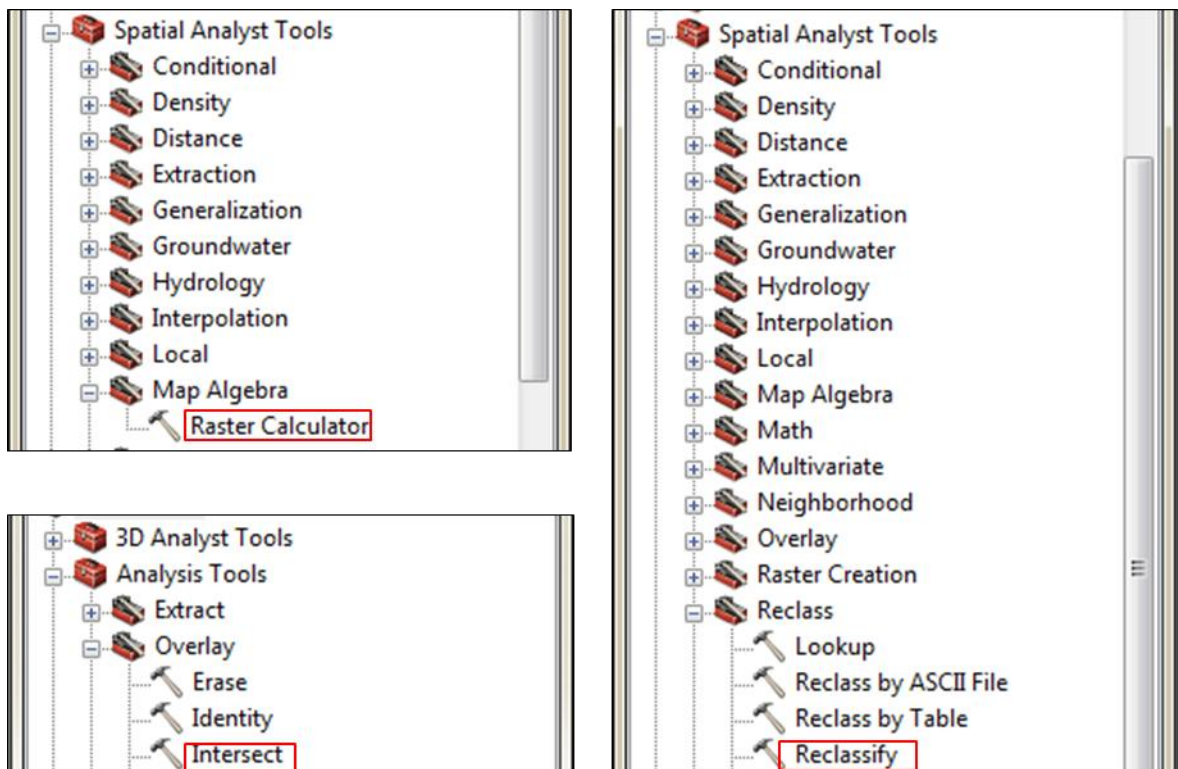 Spatial Analyst Tools
Conditional
Density
Distance
Extraction
Generalization
Groundwater
Hydrology
Interpolation
Local
Map Algebra
Raster Calculator
3D Analyst Tools
Analysis Tools
Extract
Overlay
Erase
Identity
Intersect
Spatial Analyst Tools
Conditional
Density
Distance
Extraction
Generalization
Groundwater
Hydrology
Interpolation
Local
Map Algebra
Math
Multivariate
Neighborhood
Overlay
Raster Creation
Reclass
Lookup
Reclass by ASCII File
Reclass by Table
Reclassify